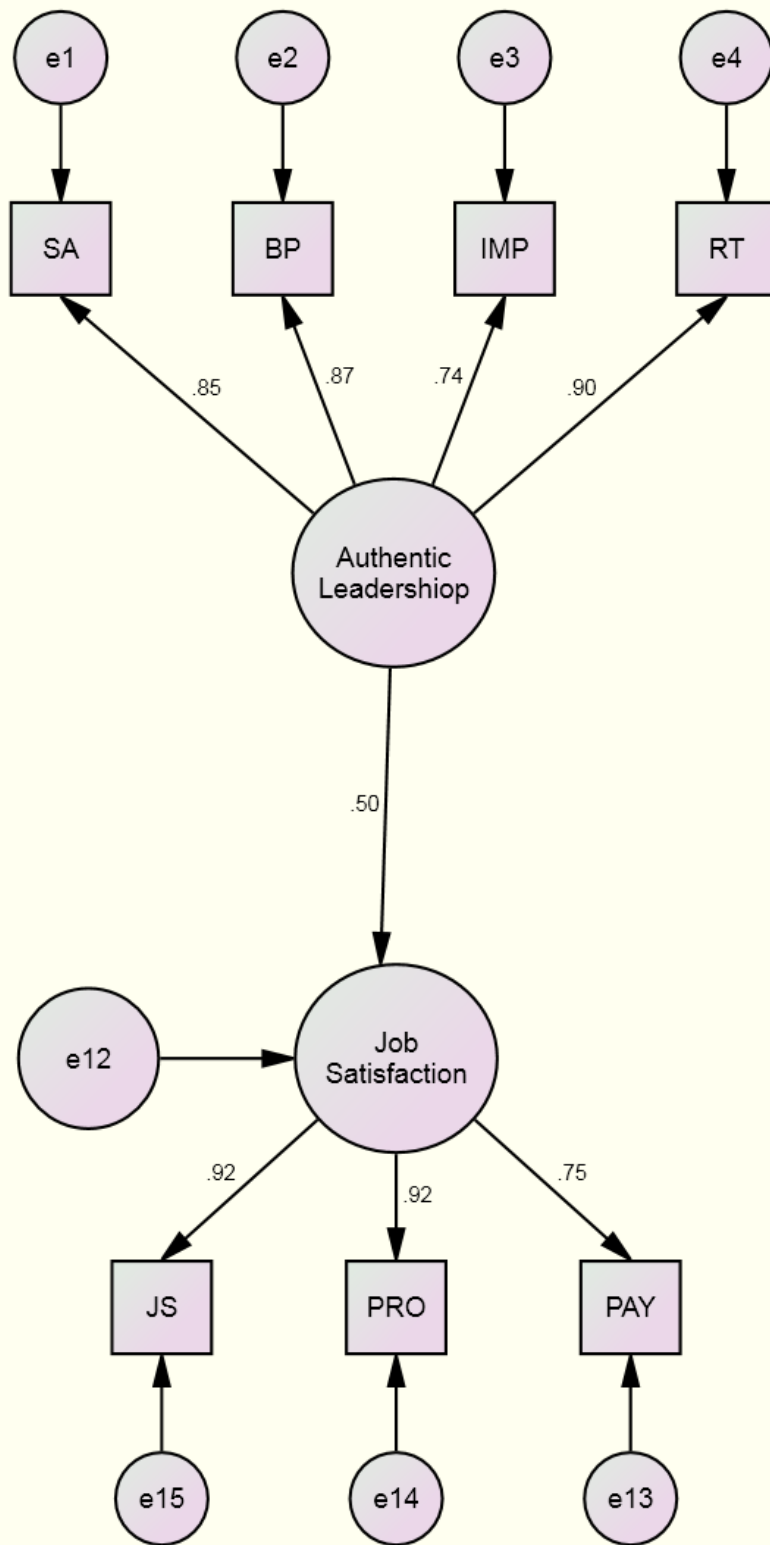 e1
e2
e3
e4
SA
BP
IMP
RT
.85
.87
.74
.90
Authentic
Leadershiop
.50
e12
Job
Satisfaction
.92
.92
.75
JS
PRO
PAY
e15
e14
e13